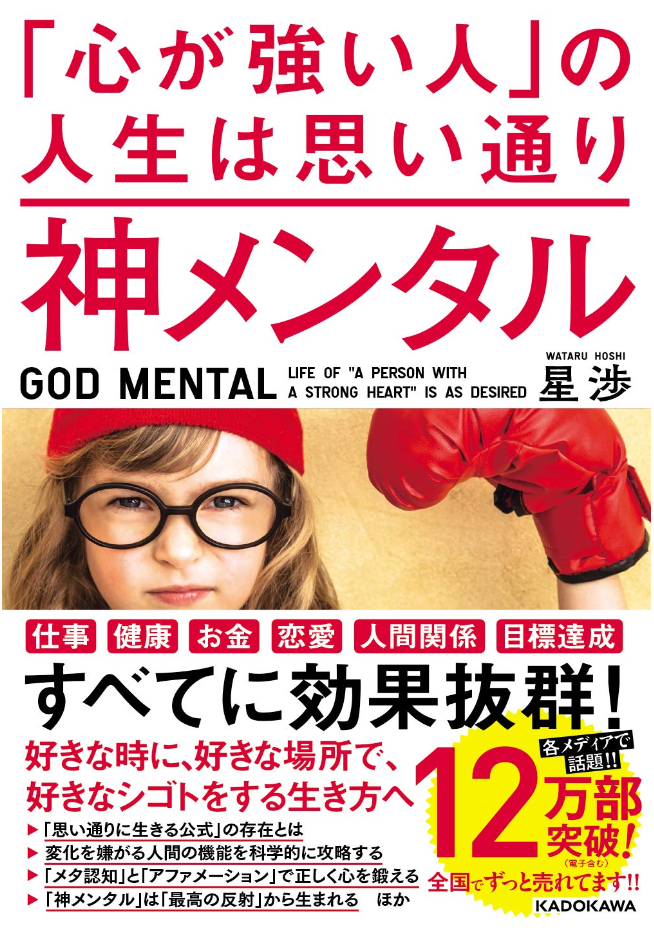 「心が強い人」の
人生は思い通り
神メンタル
GOD MENTAL
LIFE OF "A PERSON WITH
A STRONG HEART" IS AS DESIRED
WATARU HOSHI
星 渉
仕事 健康 お金 恋愛 人間関係 目標達成
すべてに効果抜群!
好きな時に、好きな場所で、
好きなシゴトをする生き方へ
▶「思い通りに生きる公式」の存在とは
▶変化を嫌がる人間の機能を科学的に攻略する
▶「メタ認知」と「アファメーション」で正しく心を鍛える
▶「神メンタル」は「最高の反射」から生まれる ほか
各メディアで
話題!!
12万部
突破!
(電子含む)
全国でずっと売れてます!!
KADOKAWA